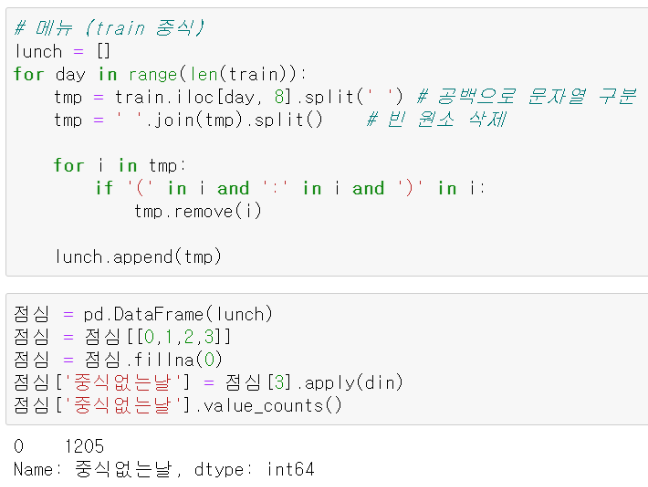 # 메뉴 (train 중식)
lunch = []
for day in range(len(train)):
    tmp = train.iloc[day, 8].split(' ') # 공백으로 문자열 구분
    tmp = ' '.join(tmp).split()    # 빈 원소 삭제

    for i in tmp:
        if '(' in i and ':' in i and ')' in i:
            tmp.remove(i)

    lunch.append(tmp)

점심 = pd.DataFrame(lunch)
점심 = 점심[[0,1,2,3]]
점심 = 점심.fillna(0)
점심['중식없는날'] = 점심[3].apply(din)
점심['중식없는날'].value_counts()

0    1205
Name: 중식없는날, dtype: int64